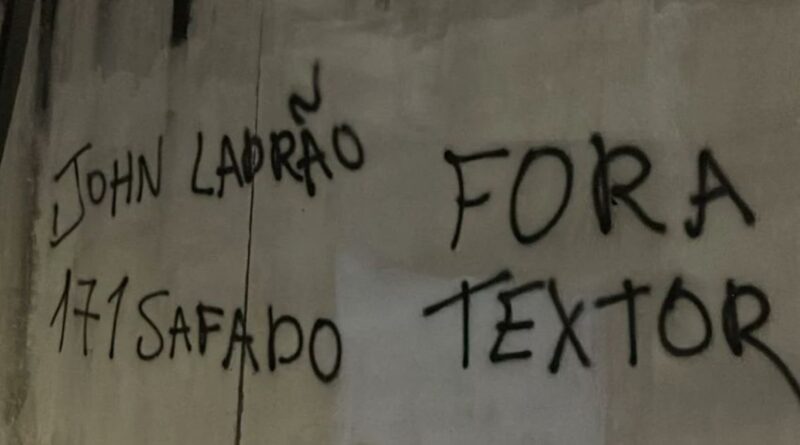 JOHN LADRÃO
171 SAFADO
FORA
TEXTOR